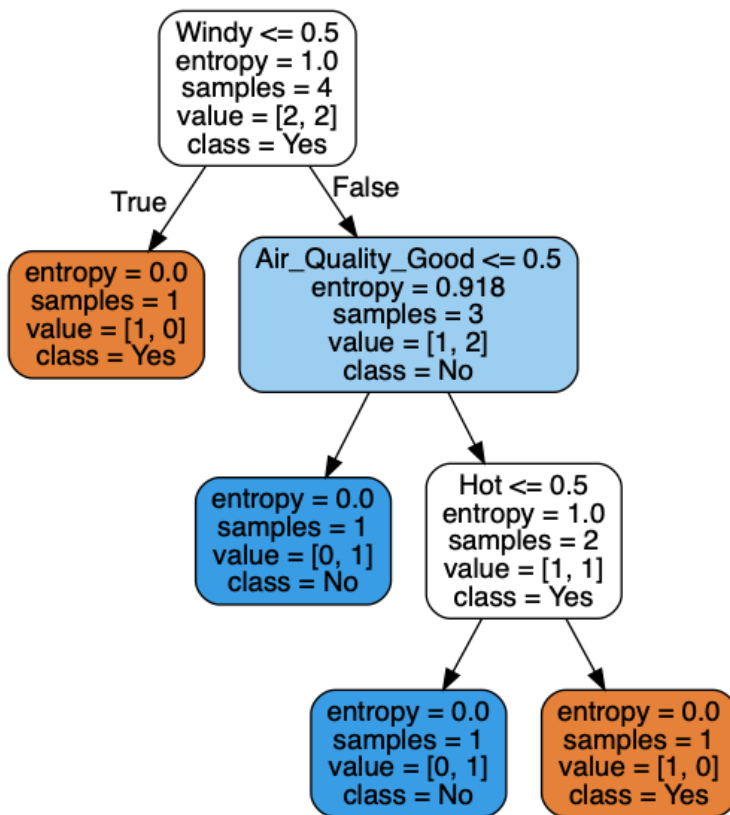 Windy <= 0.5
entropy = 1.0
samples = 4
value = [2, 2]
class = Yes
True
False
entropy = 0.0
samples = 1
value = [1, 0]
class = Yes
Air_Quality_Good <= 0.5
entropy = 0.918
samples = 3
value = [1, 2]
class = No
entropy = 0.0
samples = 1
value = [0, 1]
class = No
Hot <= 0.5
entropy = 1.0
samples = 2
value = [1, 1]
class = Yes
entropy = 0.0
samples = 1
value = [0, 1]
class = No
entropy = 0.0
samples = 1
value = [1, 0]
class = Yes